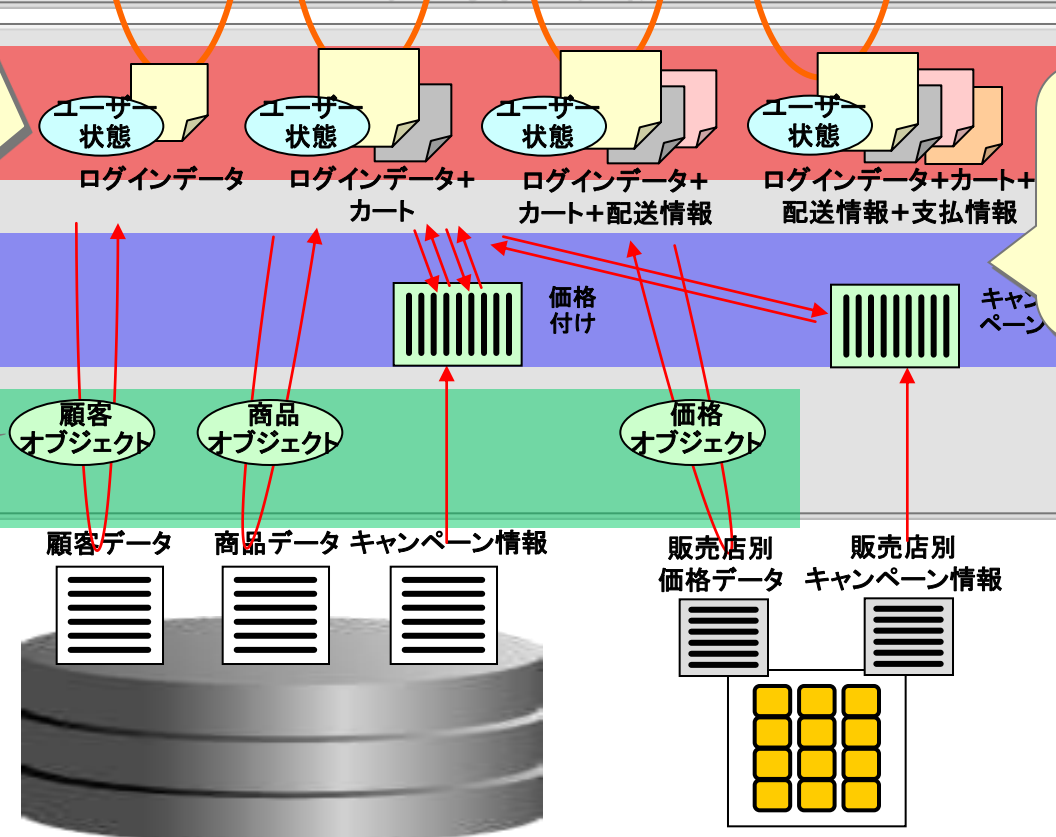 ユーザー
状態
ユーザー
状態
ユーザー
状態
ユーザー
状態
ログインデータ
ログインデータ+
カート
ログインデータ+
カート+配送情報
ログインデータ+カート+
配送情報+支払情報
価格
付け
キャン
ペーン
顧客
オブジェクト
商品
オブジェクト
価格
オブジェクト
顧客データ
商品データ
キャンペーン情報
販売店別
価格データ
販売店別
キャンペーン情報